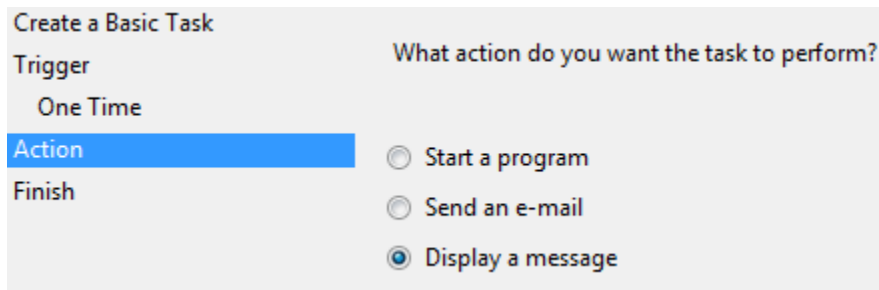 Create a Basic Task
Trigger
One Time
Action
Finish
What action do you want the task to perform?
Start a program
Send an e-mail
Display a message